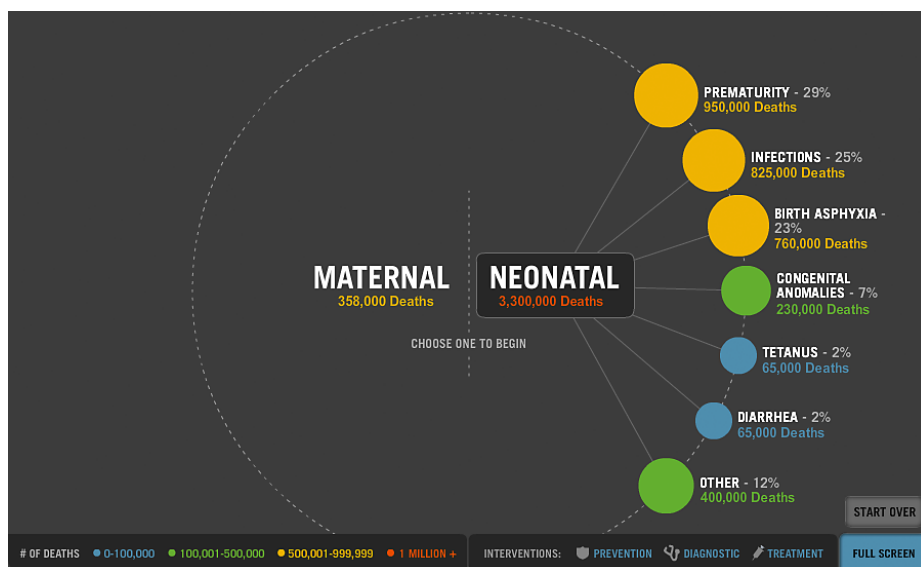 PREMATURITY - 29%
950,000 Deaths
INFECTIONS - 25%
825,000 Deaths
BIRTH ASPHYXIA -
23%
760,000 Deaths
MATERNAL
358,000 Deaths
NEONATAL
3,300,000 Deaths
CHOOSE ONE TO BEGIN
CONGENITAL
ANOMALIES - 7%
230,000 Deaths
TETANUS - 2%
65,000 Deaths
DIARRHEA - 2%
65,000 Deaths
OTHER - 12%
400,000 Deaths
START OVER
# OF DEATHS 0-100,000 100,001-500,000 500,001-999,999 1 MILLION + INTERVENTIONS: PREVENTION DIAGNOSTIC TREATMENT FULL SCREEN